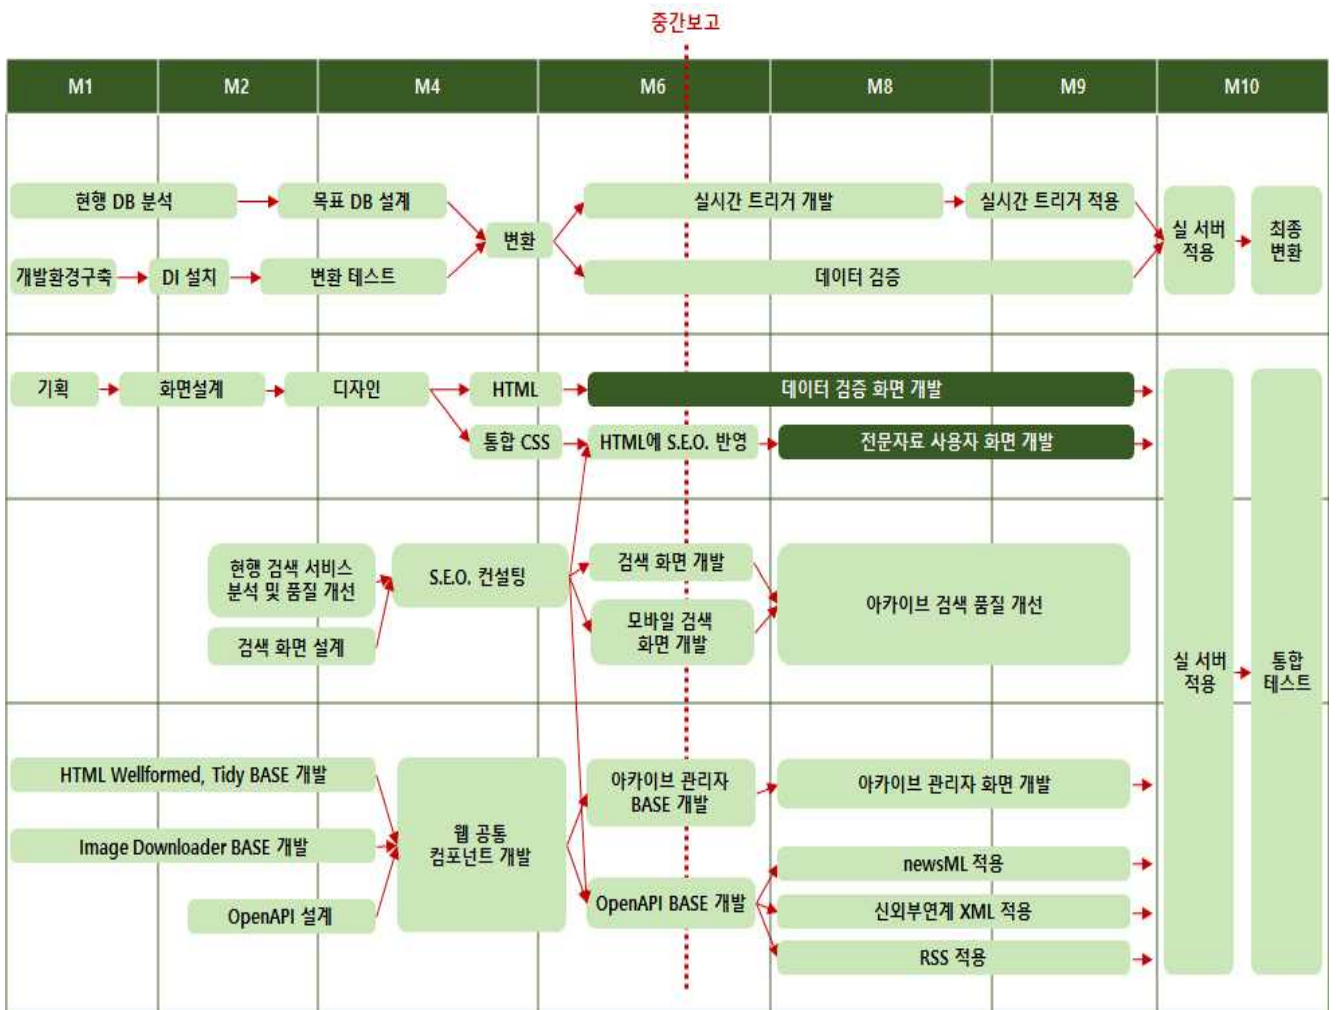 중간보고
M1
M2
M4
M6
M8
M9
M10
현행 DB 분석
목표 DB 설계
실시간 트리거 개발
실시간 트리거 적용
변환
실 서버
적용
최종
변환
개발환경구축
DI 설치
변환 테스트
데이터 검증
기획
화면설계
디자인
HTML
데이터 검증 화면 개발
통합 CSS
HTML에 S.E.O. 반영
전문자료 사용자 화면 개발
현행 검색 서비스
분석 및 품질 개선
S.E.O. 컨설팅
검색 화면 개발
아카이브 검색 품질 개선
검색 화면 설계
모바일 검색
화면 개발
실 서버
적용
통합
테스트
HTML Wellformed, Tidy BASE 개발
아카이브 관리자
BASE 개발
아카이브 관리자 화면 개발
Image Downloader BASE 개발
웹 공통
컴포넌트 개발
newsML 적용
OpenAPI 설계
OpenAPI BASE 개발
신외부연계 XML 적용
RSS 적용